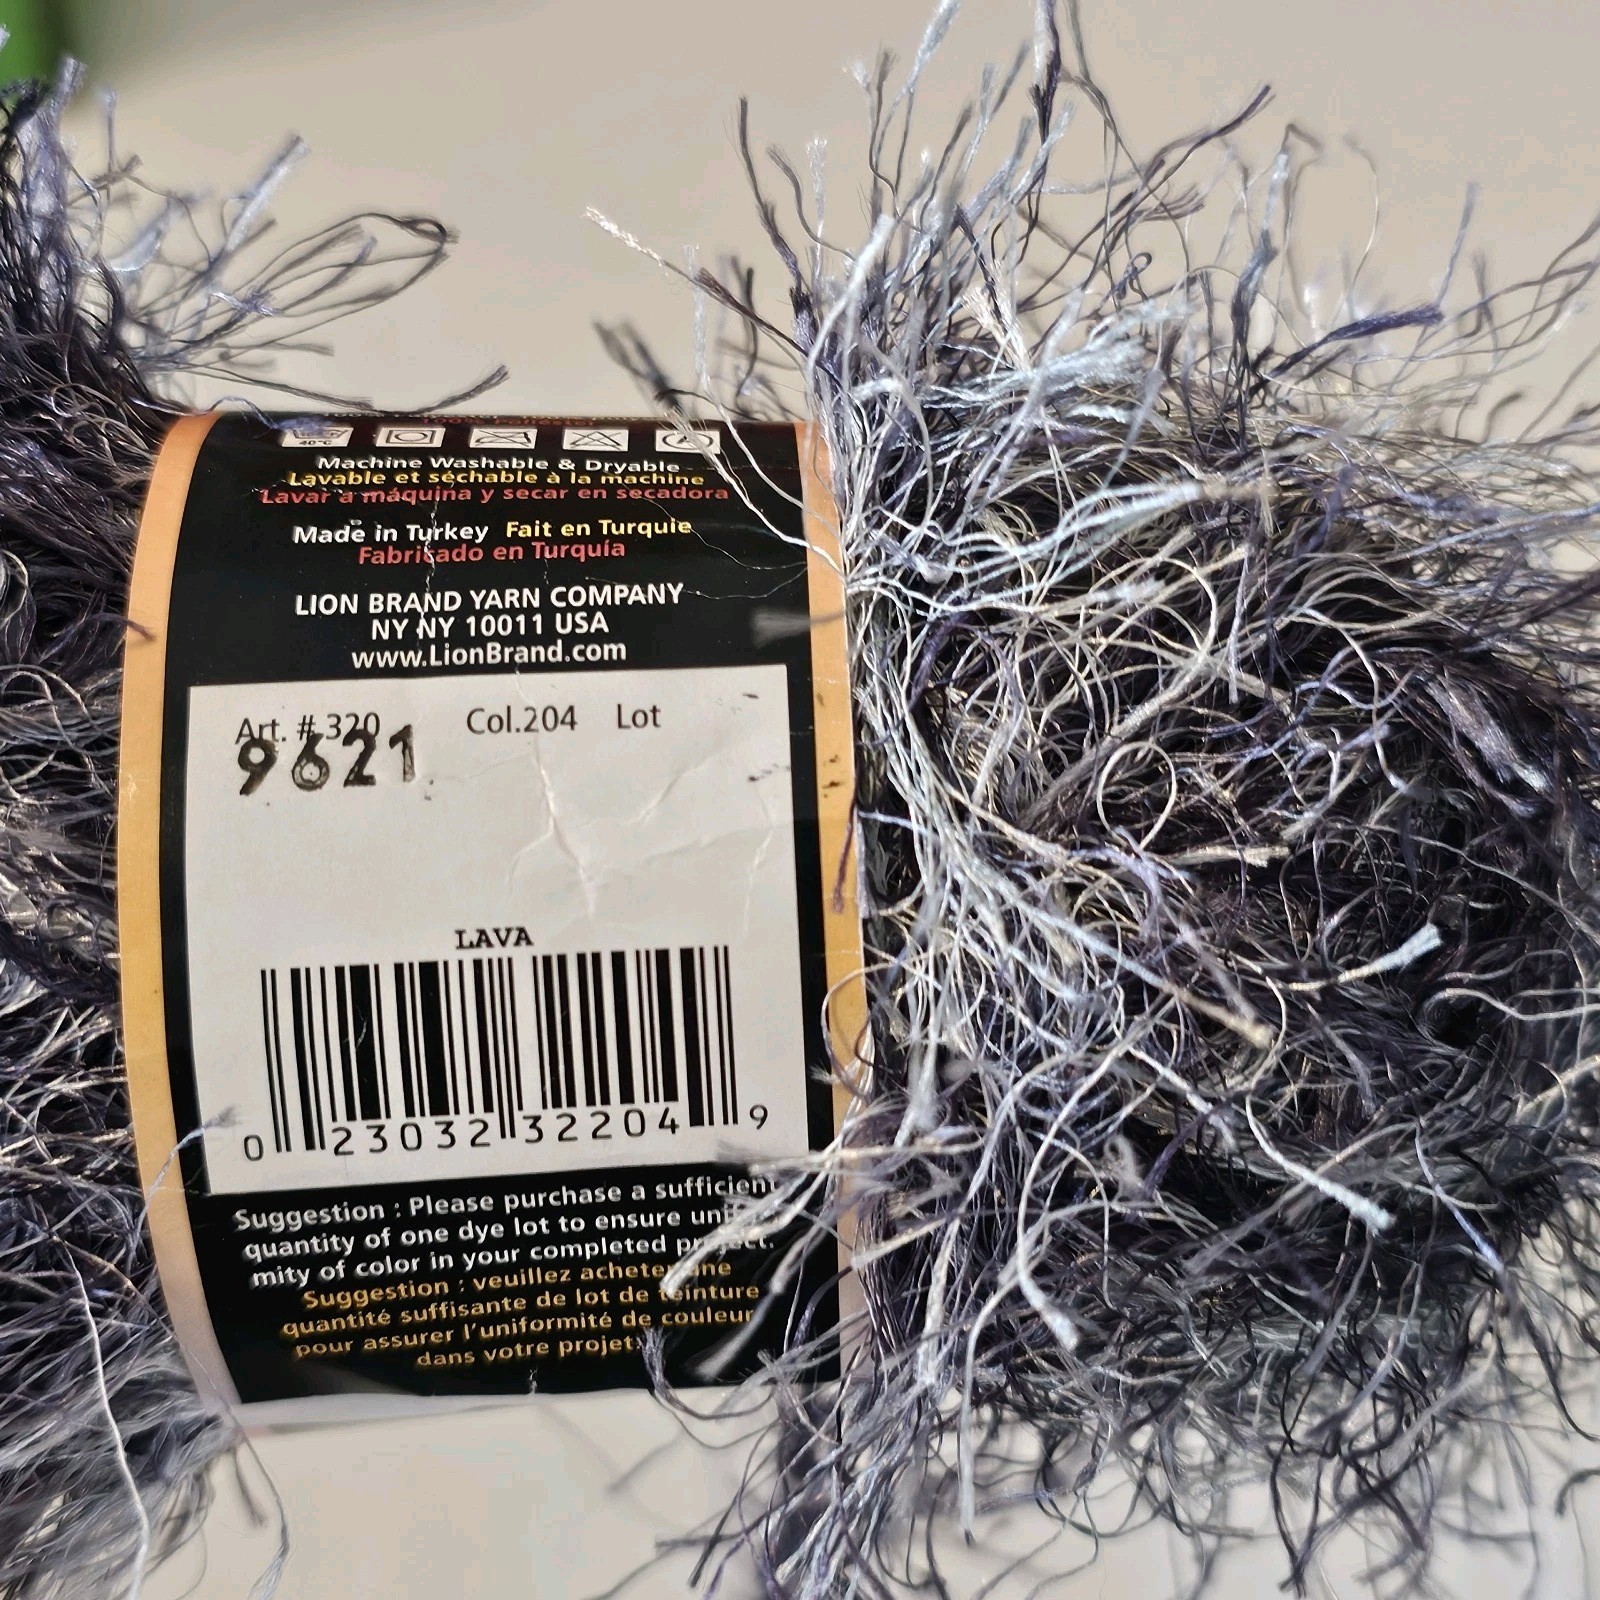 100% Poliéster
40°C
Machine Washable & Dryable
Lavable et séchable à la machine
Lavar a máquina y secar en secadora
Made in Turkey Fait en Turquie
Fabricado en Turquía
LION BRAND YARN COMPANY
NY NY 10011 USA
www.LionBrand.com
Art. # 320 Col.204 Lot
9621
LAVA
0 23032 32204 9
Suggestion : Please purchase a sufficient
quantity of one dye lot to ensure unifor-
mity of color in your completed project.
Suggestion : veuillez acheter une
quantité suffisante de lot de teinture
pour assurer l'uniformité de couleur
dans votre projet.